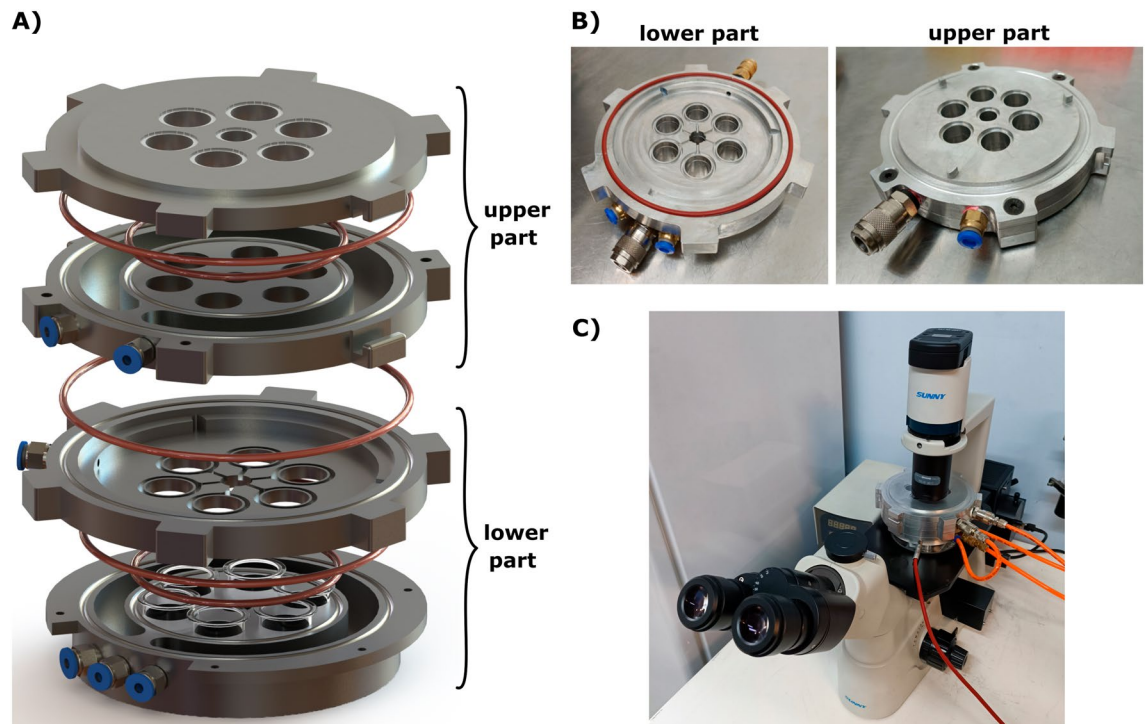 A)
upper
part
lower
part
B)
lower part
upper part
C)
SUNNY
SUNNY